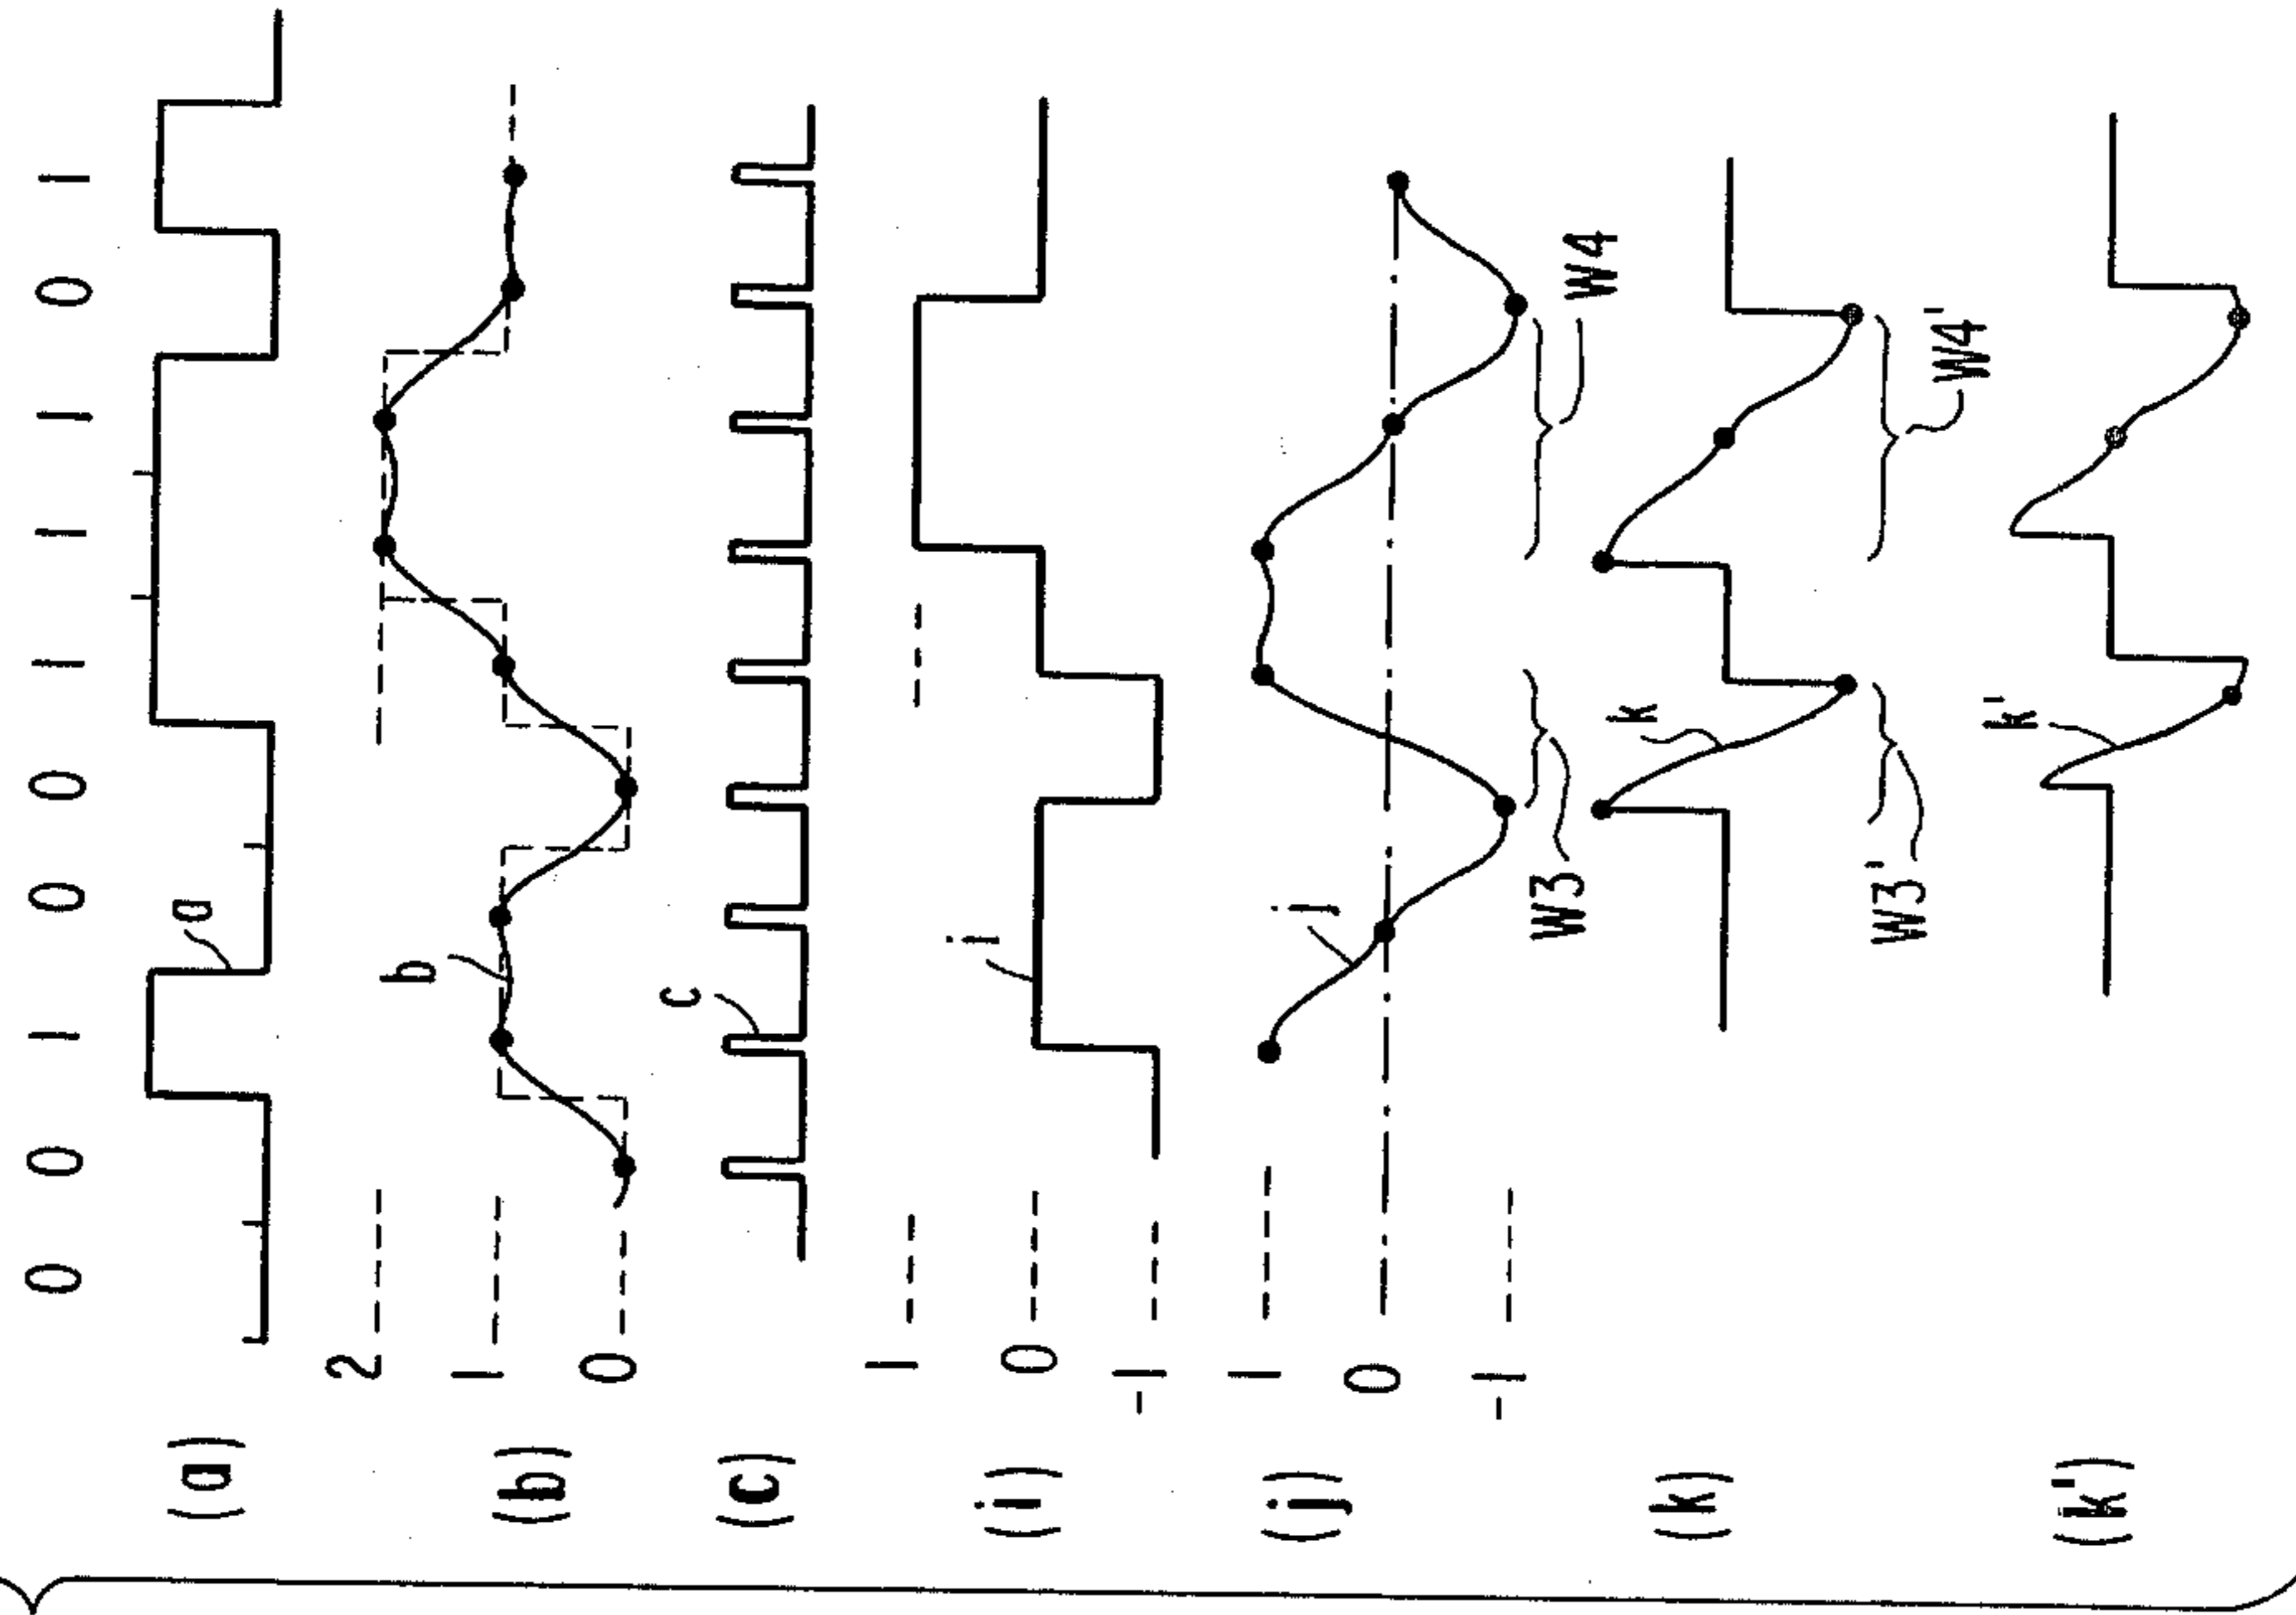 0 0 1 0 0 1 1 1 0 1
(a) a
2
(b) 1 b
0
(c) c
1
(i) 0 i
-1
1
(j) 0 j
-1
W3 W4
(k) k
W3' W4'
(k') k'